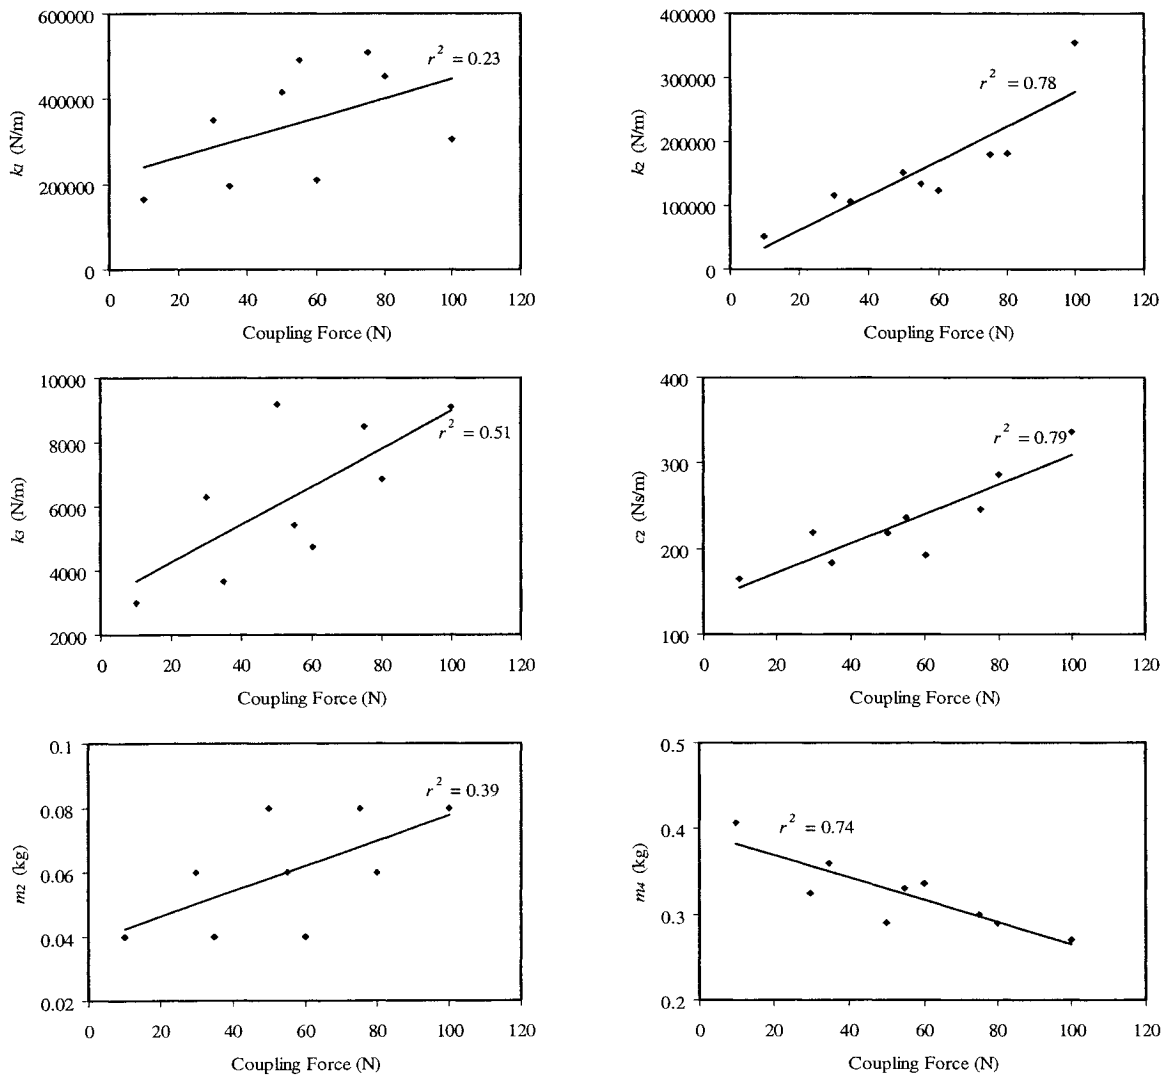 600000
400000
200000
0
k₁ (N/m)
r² = 0.23
0 20 40 60 80 100 120
Coupling Force (N)
400000
300000
200000
100000
0
k₂ (N/m)
r² = 0.78
0 20 40 60 80 100 120
Coupling Force (N)
10000
8000
6000
4000
2000
k₃ (N/m)
r² = 0.51
0 20 40 60 80 100 120
Coupling Force (N)
400
300
200
100
c₂ (Ns/m)
r² = 0.79
0 20 40 60 80 100 120
Coupling Force (N)
0.1
0.08
0.06
0.04
0.02
m₂ (kg)
r² = 0.39
0 20 40 60 80 100 120
Coupling Force (N)
0.5
0.4
0.3
0.2
m₄ (kg)
r² = 0.74
0 20 40 60 80 100 120
Coupling Force (N)